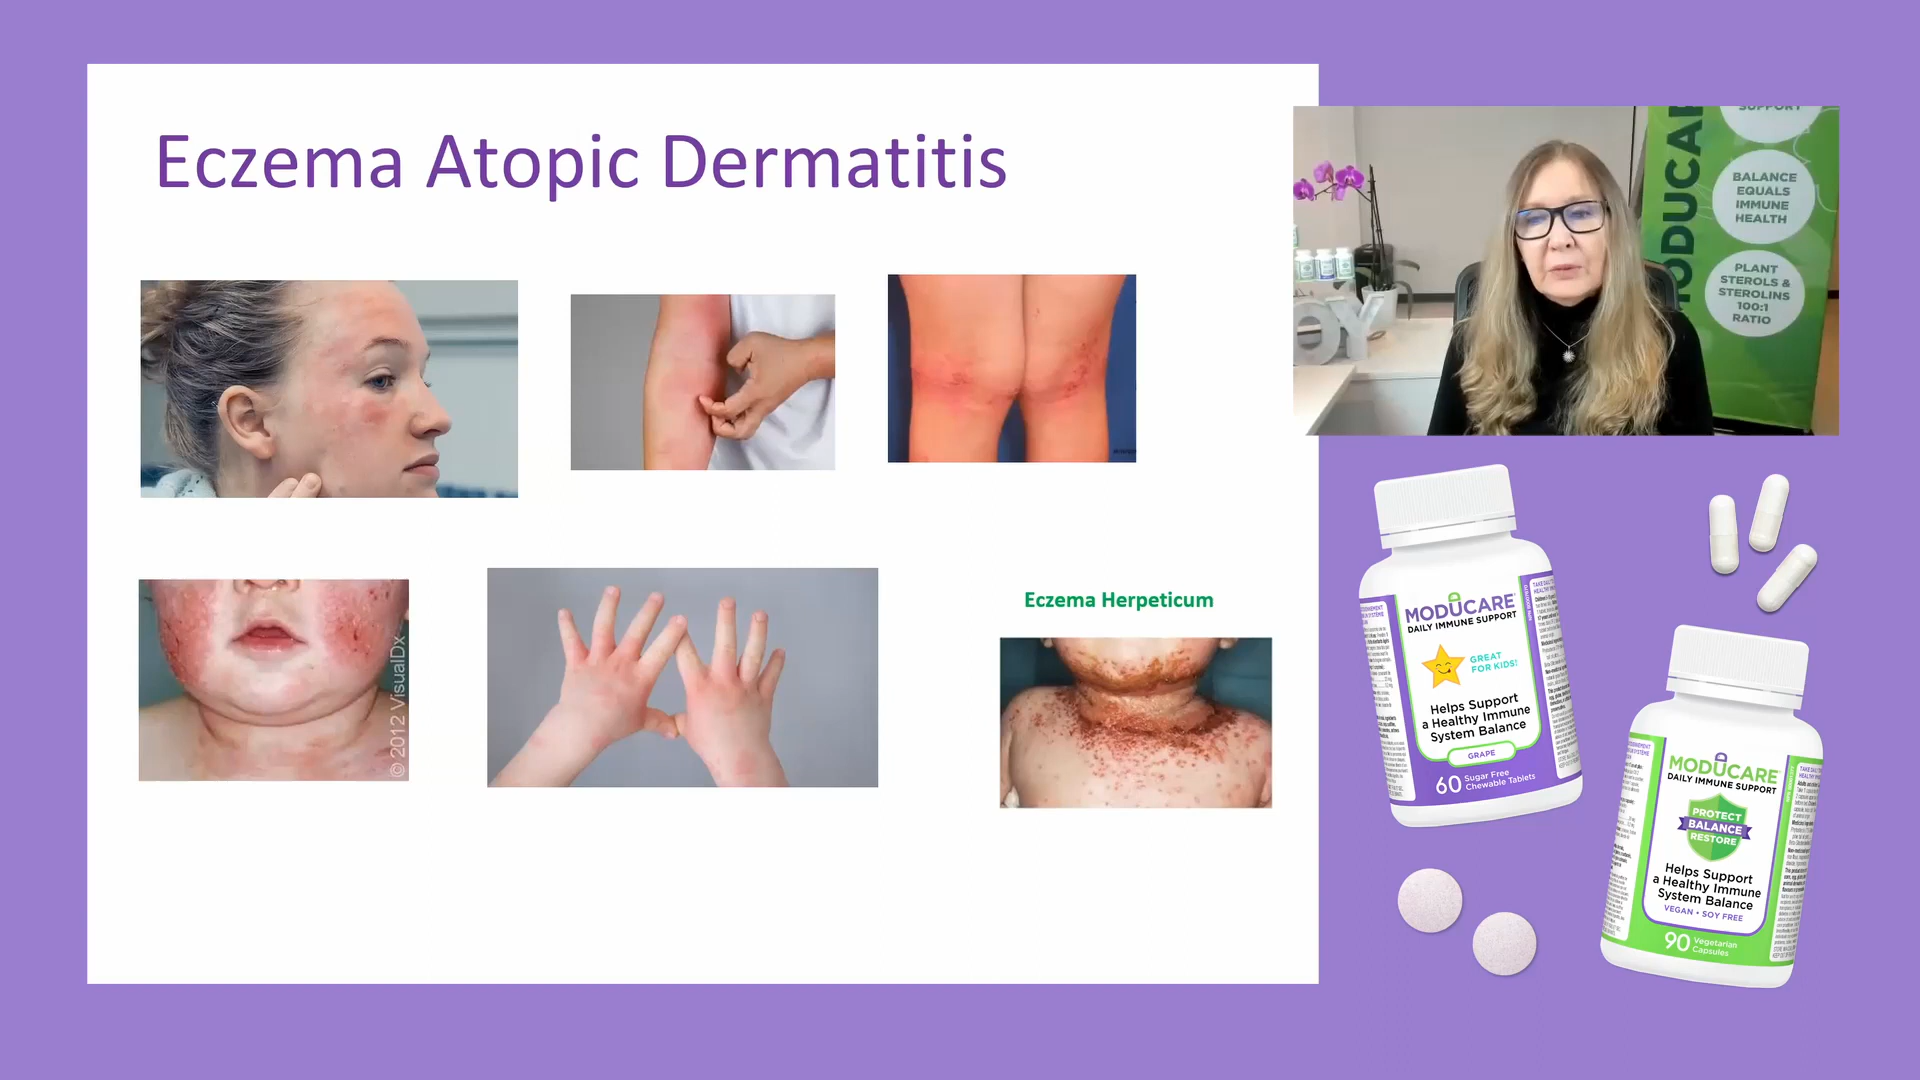 Eczema Atopic Dermatitis
© 2012 VisualDx
Eczema Herpeticum
SUPPORT
BALANCE
EQUALS
IMMUNE
HEALTH
PLANT
STEROLS &
STEROLINS
100:1
RATIO
MODUCARE
DAILY IMMUNE SUPPORT
GREAT
FOR KIDS!
Helps Support
a Healthy Immune
System Balance
GRAPE
60 Sugar Free
Chewable Tablets
MODUCARE
DAILY IMMUNE SUPPORT
PROTECT
BALANCE
RESTORE
Helps Support
a Healthy Immune
System Balance
VEGAN • SOY FREE
90 Vegetarian
Capsules